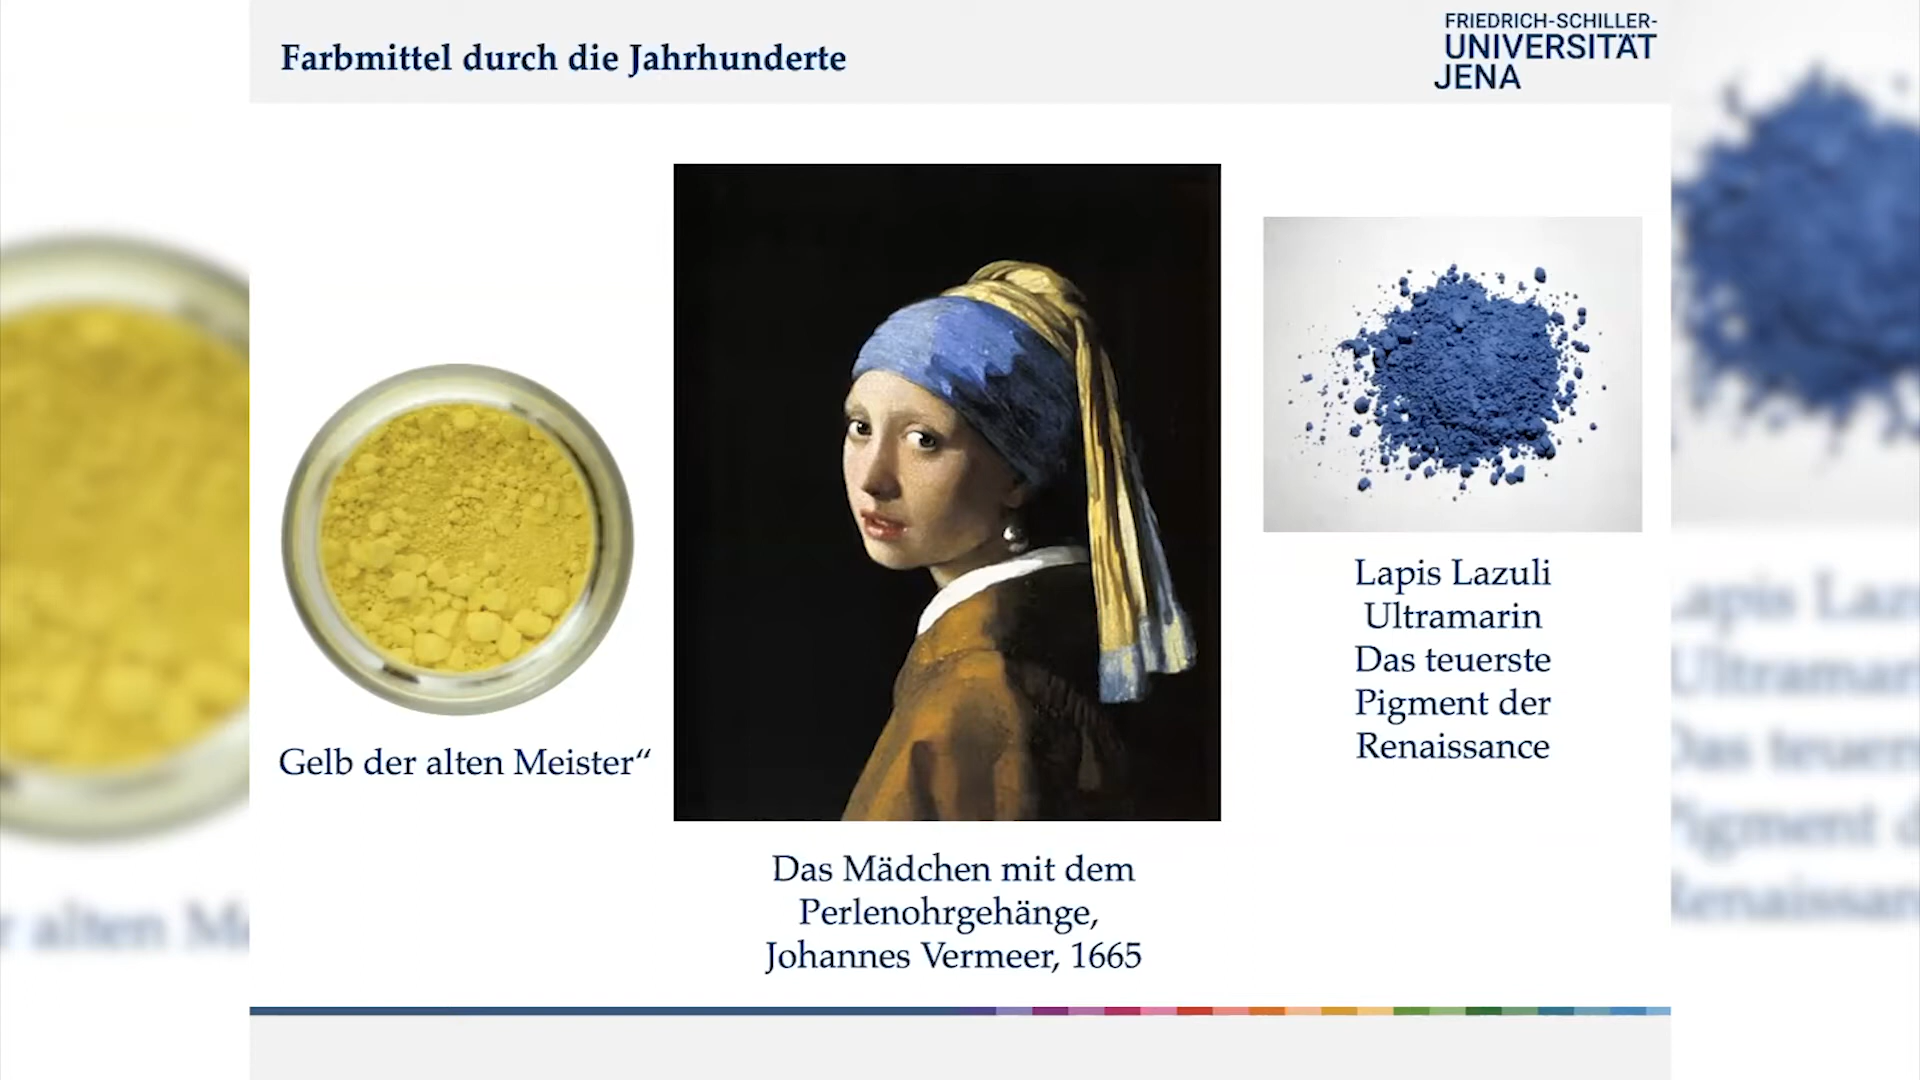 Farbmittel durch die Jahrhunderte
FRIEDRICH-SCHILLER-
UNIVERSITÄT
JENA
Gelb der alten Meister“
Das Mädchen mit dem
Perlenohrgehänge,
Johannes Vermeer, 1665
Lapis Lazuli
Ultramarin
Das teuerste
Pigment der
Renaissance